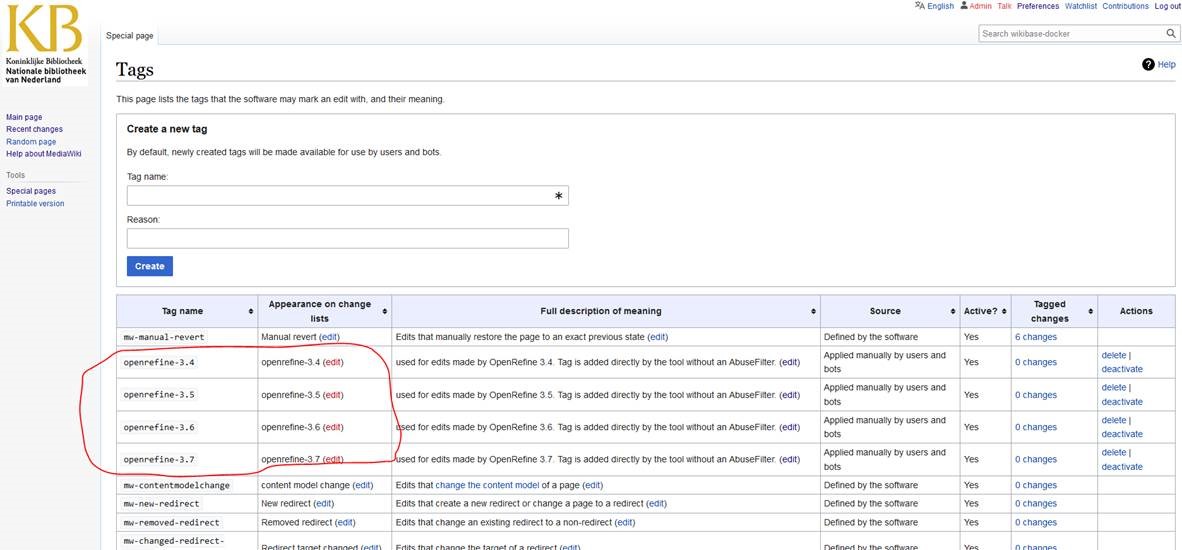 English Admin Talk Preferences Watchlist Contributions Log out
KB
Koninklijke Bibliotheek
Nationale bibliotheek
van Nederland
Special page
Search wikibase-docker
Tags
Help
This page lists the tags that the software may mark an edit with, and their meaning.
Main page
Recent changes
Random page
Help about MediaWiki
Tools
Special pages
Printable version
Create a new tag
By default, newly created tags will be made available for use by users and bots.
Tag name:
*
Reason:
Create
Tag name Appearance on change lists Full description of meaning Source Active? Tagged changes Actions
mw-manual-revert Manual revert (edit) Edits that manually restore the page to an exact previous state (edit) Defined by the software Yes 6 changes
openrefine-3.4 openrefine-3.4 (edit) used for edits made by OpenRefine 3.4. Tag is added directly by the tool without an AbuseFilter. (edit) Applied manually by users and bots Yes 0 changes delete | deactivate
openrefine-3.5 openrefine-3.5 (edit) used for edits made by OpenRefine 3.5. Tag is added directly by the tool without an AbuseFilter. (edit) Applied manually by users and bots Yes 0 changes delete | deactivate
openrefine-3.6 openrefine-3.6 (edit) used for edits made by OpenRefine 3.6. Tag is added directly by the tool without an AbuseFilter. (edit) Applied manually by users and bots Yes 0 changes delete | deactivate
openrefine-3.7 openrefine-3.7 (edit) used for edits made by OpenRefine 3.7. Tag is added directly by the tool without an AbuseFilter. (edit) Applied manually by users and bots Yes 0 changes delete | deactivate
mw-contentmodelchange content model change (edit) Edits that change the content model of a page (edit) Defined by the software Yes 0 changes
mw-new-redirect New redirect (edit) Edits that create a new redirect or change a page to a redirect (edit) Defined by the software Yes 0 changes
mw-removed-redirect Removed redirect (edit) Edits that change an existing redirect to a non-redirect (edit) Defined by the software Yes 0 changes
mw-changed-redirect- Redirect target changed (edit) Edits that change the target of a redirect (edit) Defined by the software Yes 0 changes